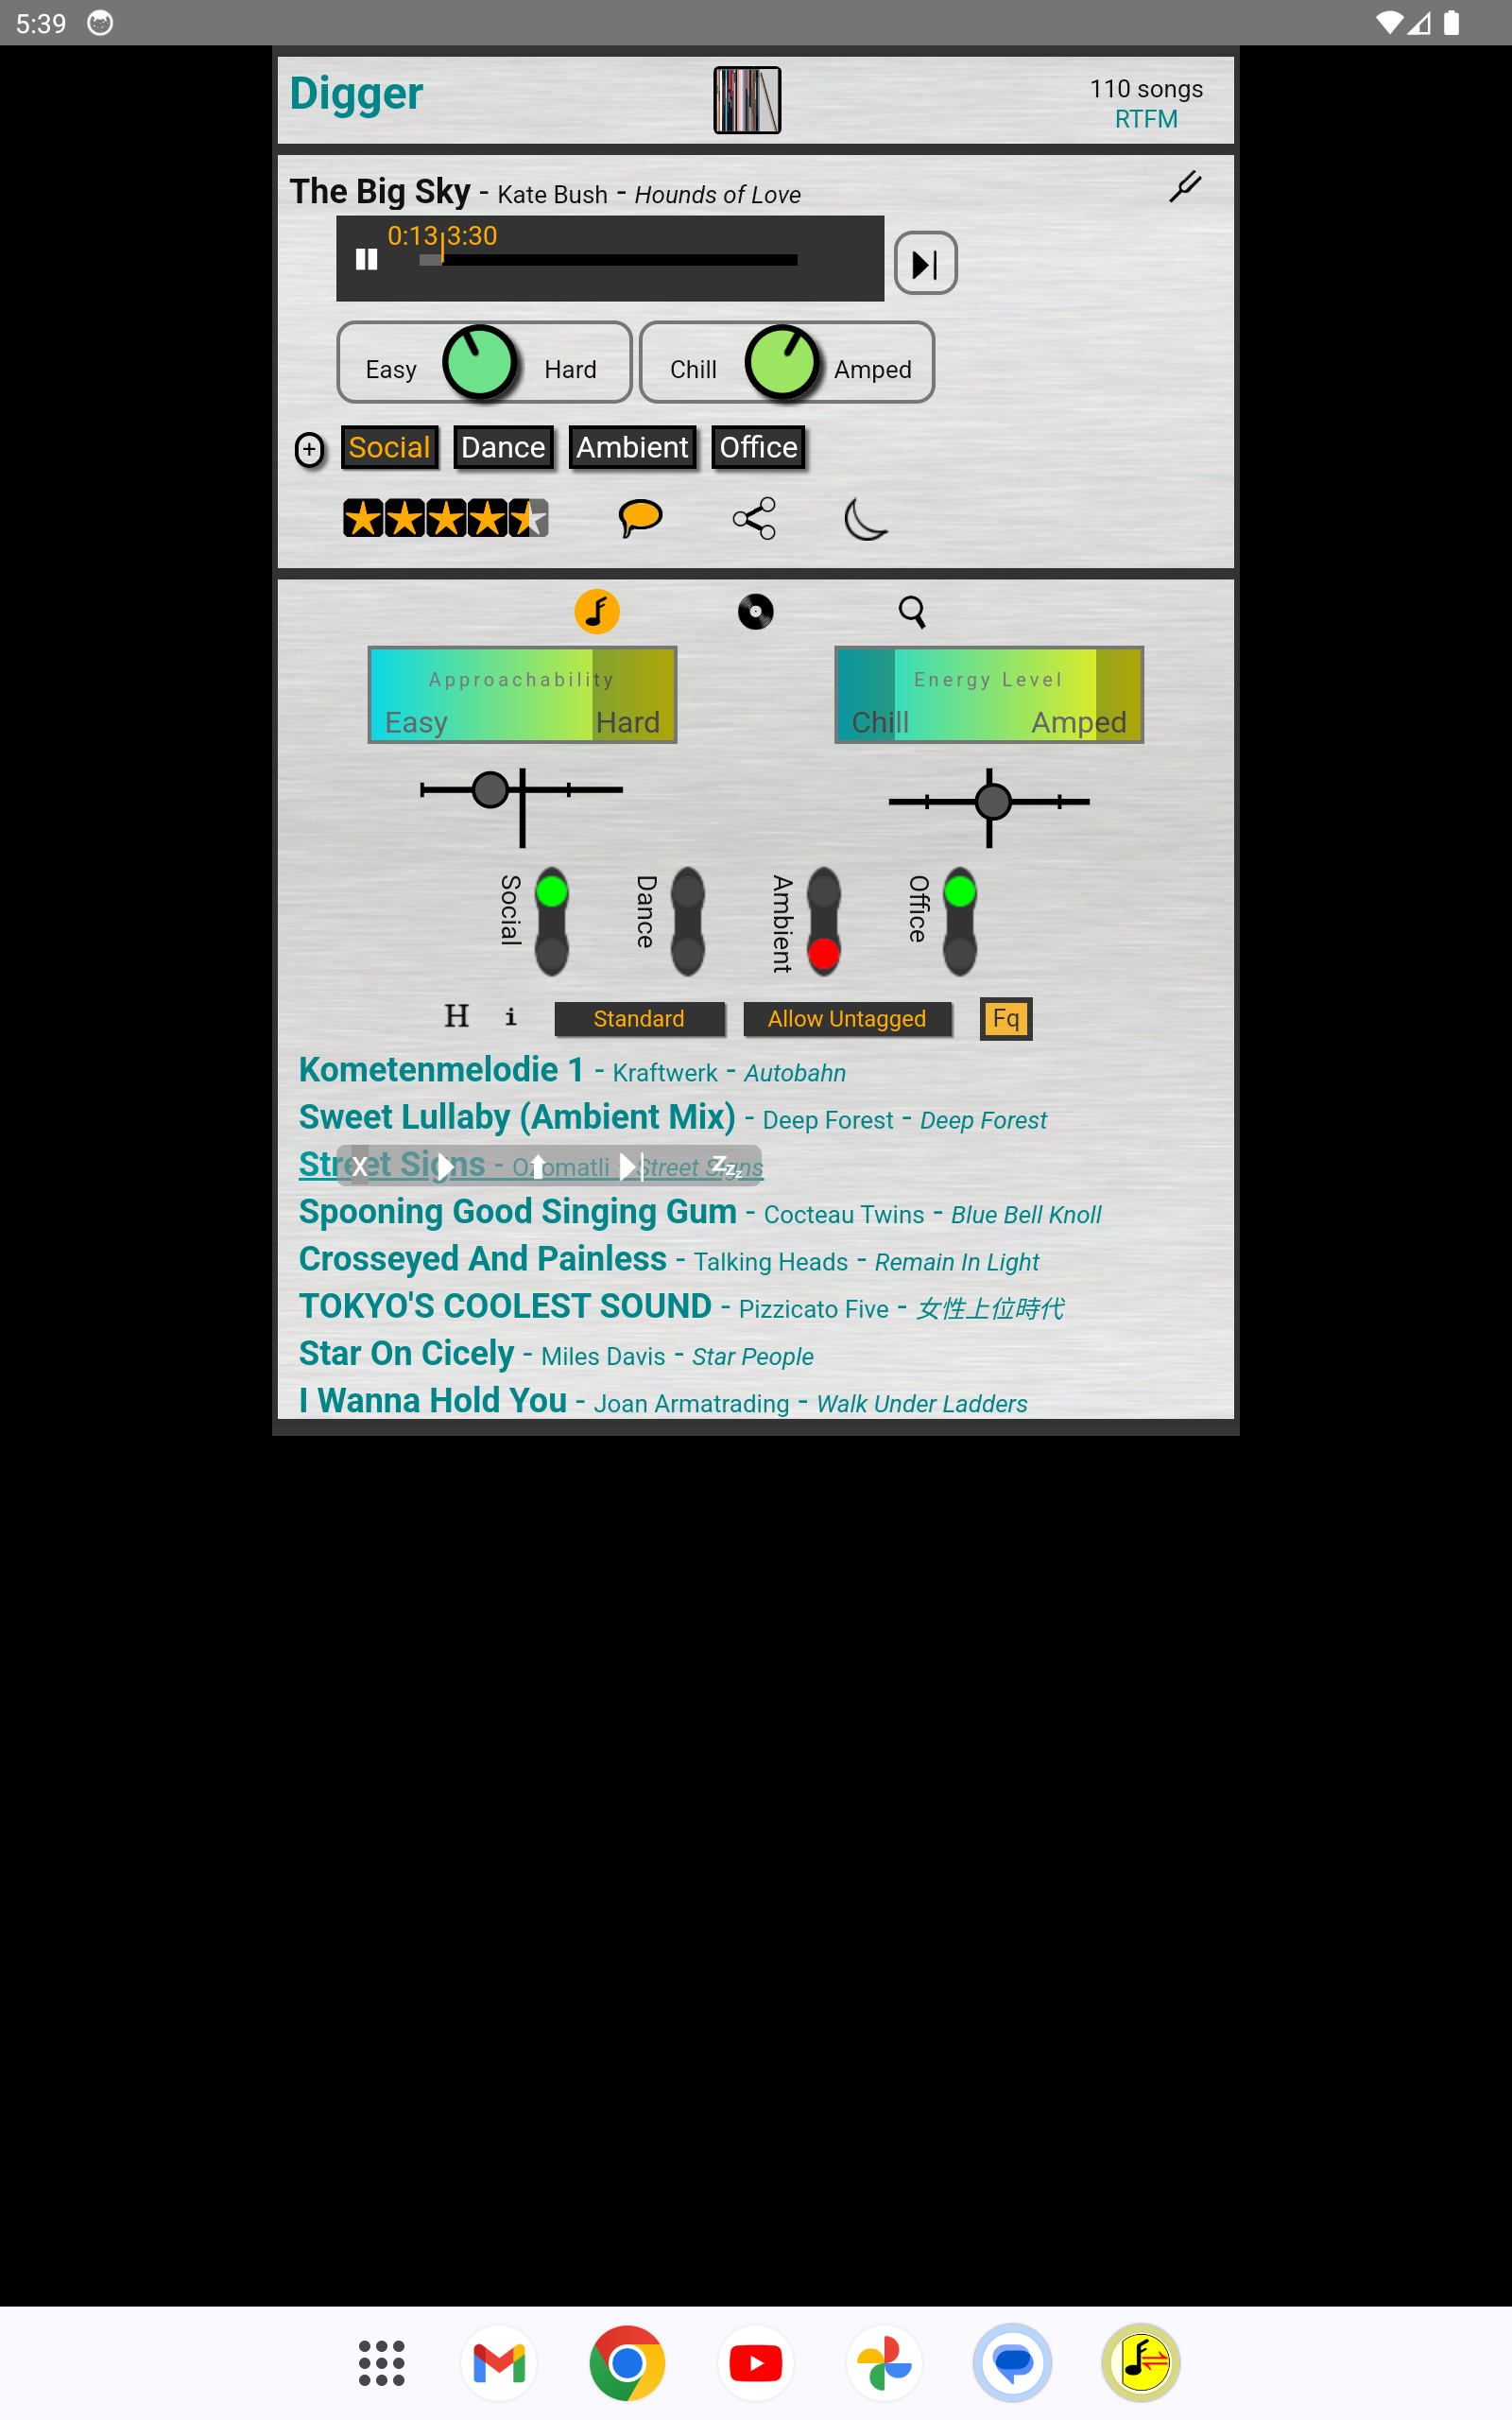 5:39
Digger
110 songs
RTFM
The Big Sky - Kate Bush - Hounds of Love
0:13 3:30
Easy Hard Chill Amped
+ Social Dance Ambient Office
Approachability Energy Level
Easy Hard Chill Amped
Social Dance Ambient Office
H i Standard Allow Untagged Fq
Kometenmelodie 1 - Kraftwerk - Autobahn
Sweet Lullaby (Ambient Mix) - Deep Forest - Deep Forest
Street Signs - Ozomatli - Street Signs
X Zzz
Spooning Good Singing Gum - Cocteau Twins - Blue Bell Knoll
Crosseyed And Painless - Talking Heads - Remain In Light
TOKYO'S COOLEST SOUND - Pizzicato Five - 女性上位時代
Star On Cicely - Miles Davis - Star People
I Wanna Hold You - Joan Armatrading - Walk Under Ladders